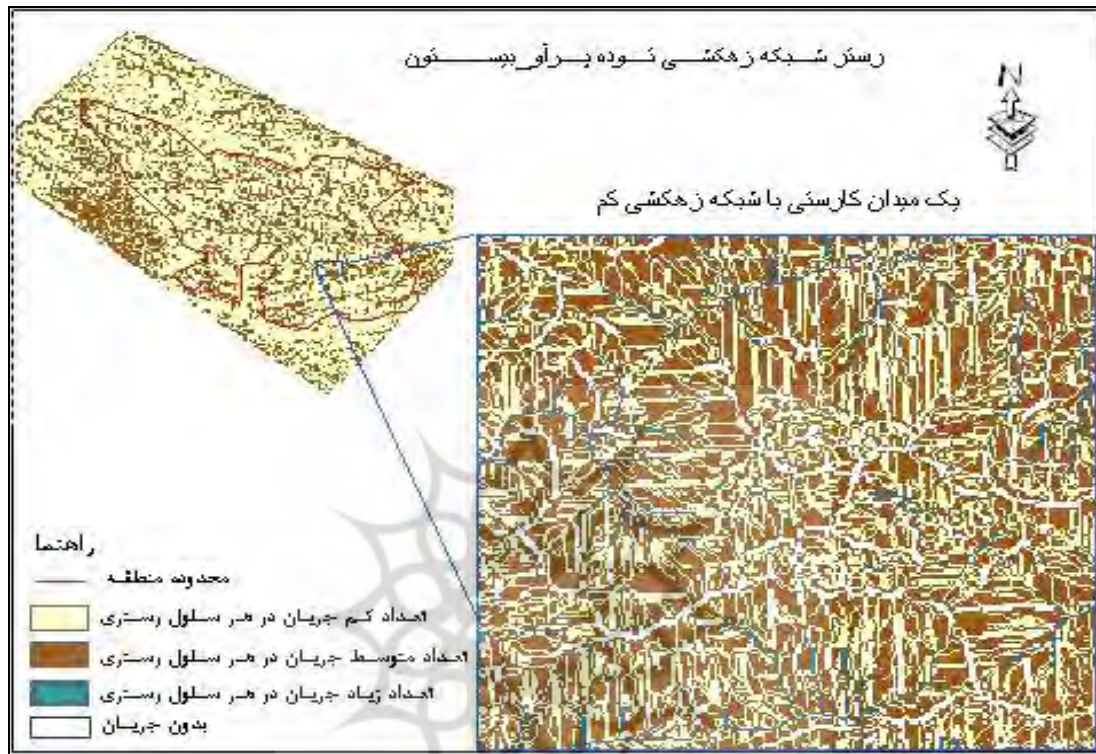 رستر شبکه زهکشی توده پرآو_بیستون
N
یک میدان کارستی با شبکه زهکشی کم
راهنما
محدوده منطقه
تعداد کم جریان در هر سلول رستری
تعداد متوسط جریان در هر سلول رستری
تعداد زیاد جریان در هر سلول رستری
بدون جریان